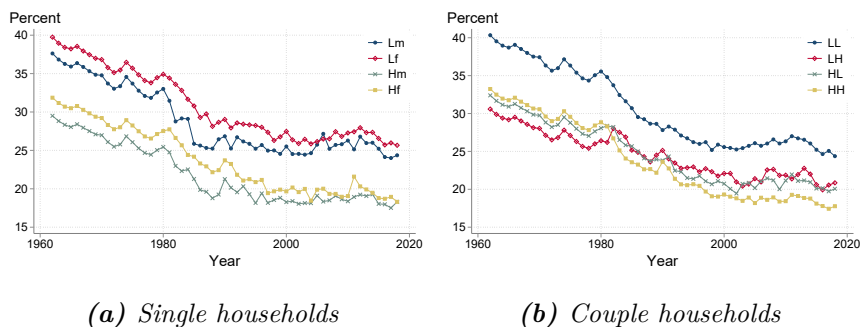 Percent
40
35
30
25
20
15
1960
1980
2000
2020
Year
Lm
Lf
Hm
Hf
(a) Single households
Percent
40
35
30
25
20
15
1960
1980
2000
2020
Year
LL
LH
HL
HH
(b) Couple households